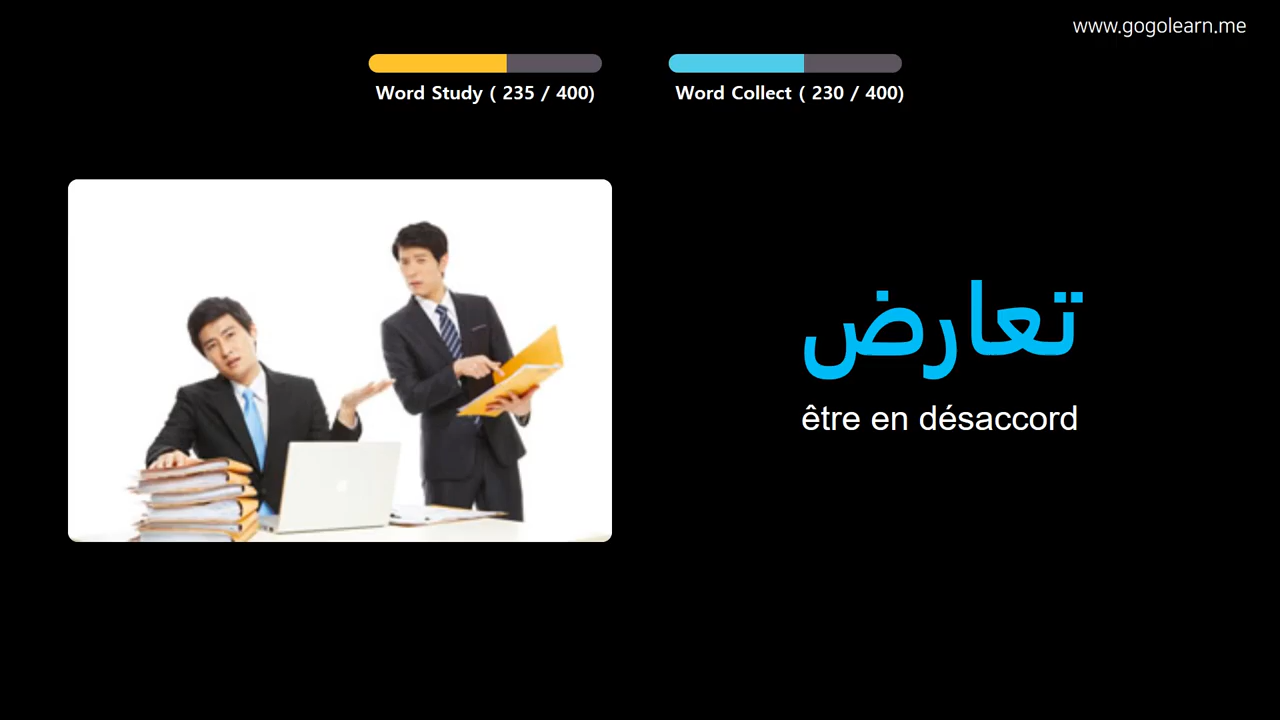 www.gogolearn.me
Word Study ( 235 / 400)
Word Collect ( 230 / 400)
تعارض
être en désaccord